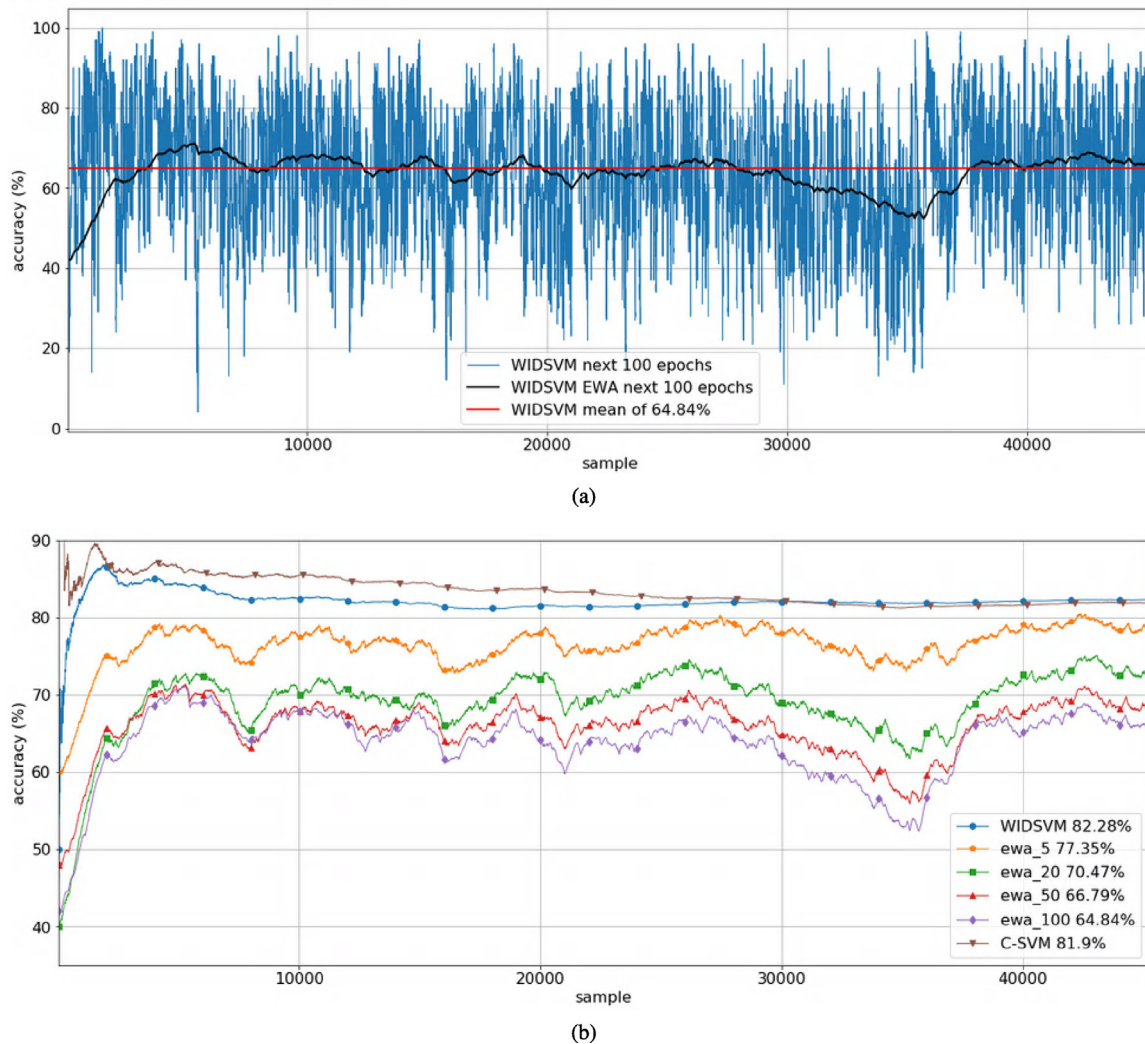 100
80
60
40
20
0
accuracy (%)
WIDSVM next 100 epochs
WIDSVM EWA next 100 epochs
WIDSVM mean of 64.84%
10000 20000 30000 40000
sample
(a)
90
80
70
60
50
40
accuracy (%)
WIDSVM 82.28%
ewa_5 77.35%
ewa_20 70.47%
ewa_50 66.79%
ewa_100 64.84%
C-SVM 81.9%
10000 20000 30000 40000
sample
(b)